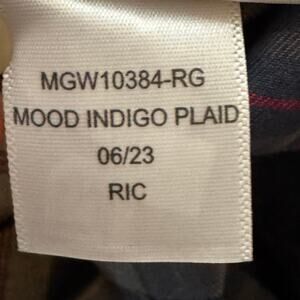 MGW10384-RG
MOOD INDIGO PLAID
06/23
RIC